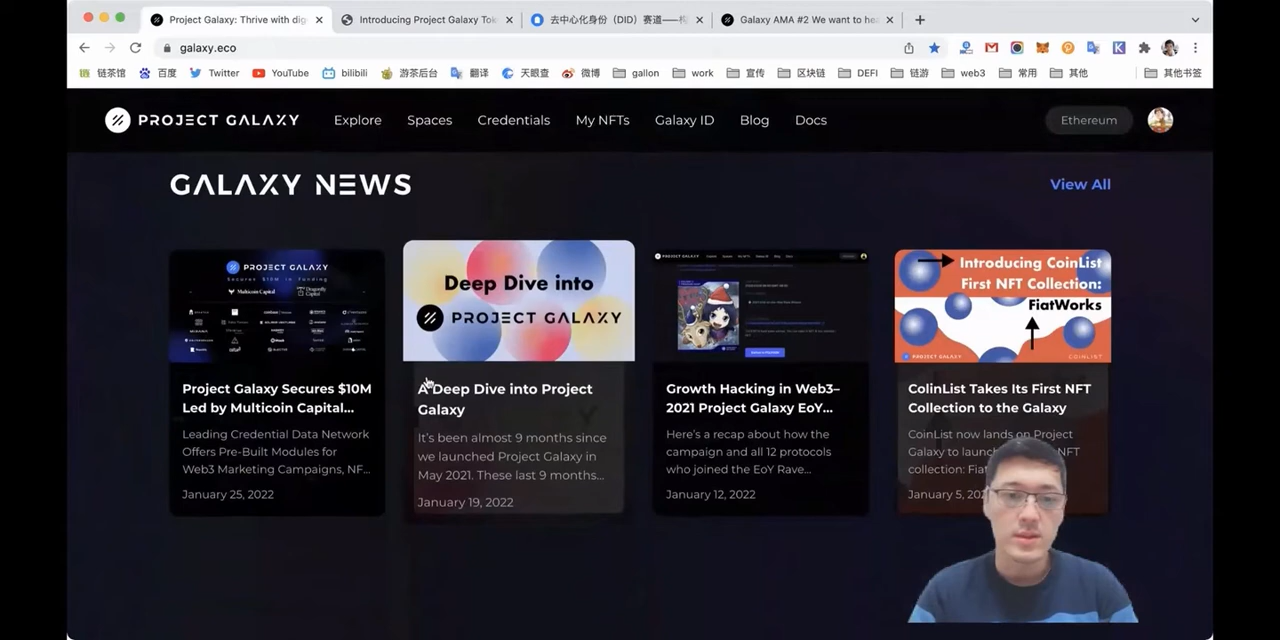 Project Galaxy: Thrive with dig
Introducing Project Galaxy Tok
去中心化身份（DID）赛道——构
Galaxy AMA #2 We want to hea
galaxy.eco
链茶馆
百度
Twitter
YouTube
bilibili
游茶后台
翻译
天眼查
微博
gallon
work
宣传
区块链
DEFI
链游
web3
常用
其他
其他书签
PROJECT GALAXY
Explore
Spaces
Credentials
My NFTs
Galaxy ID
Blog
Docs
Ethereum
GALAXY NEWS
View All
PROJECT GALAXY
Secures $10M in Funding
Multicoin Capital
Deep Dive into
PROJECT GALAXY
Introducing CoinList
First NFT Collection:
FiatWorks
PROJECT GALAXY
COINLIST
Project Galaxy Secures $10M
Led by Multicoin Capital...
Leading Credential Data Network
Offers Pre-Built Modules for
Web3 Marketing Campaigns, NF...
January 25, 2022
A Deep Dive into Project
Galaxy
It's been almost 9 months since
we launched Project Galaxy in
May 2021. These last 9 months...
January 19, 2022
Growth Hacking in Web3–
2021 Project Galaxy EoY...
Here's a recap about how the
campaign and all 12 protocols
who joined the EoY Rave...
January 12, 2022
ColinList Takes Its First NFT
Collection to the Galaxy
CoinList now lands on Project
Galaxy to launch
NFT
collection: Fiat
January 5, 202